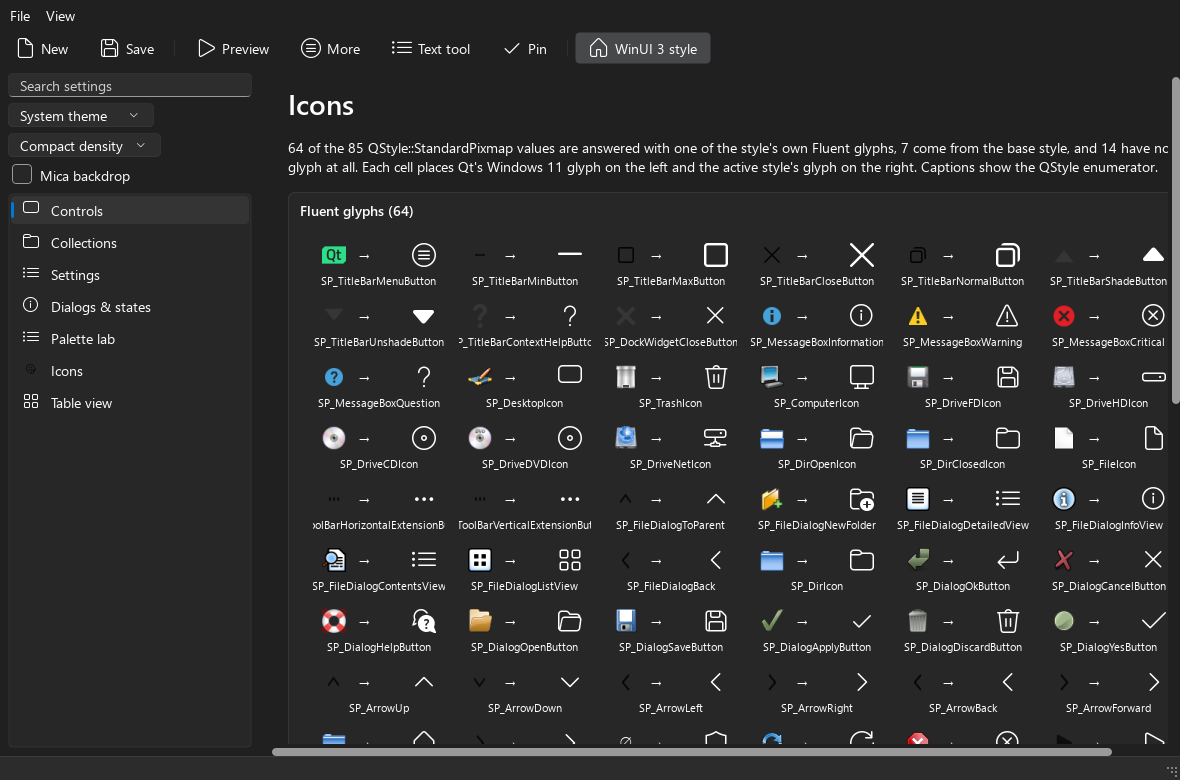 File View
New Save Preview More Text tool Pin WinUI 3 style
Search settings
System theme
Compact density
Mica backdrop
Controls
Collections
Settings
Dialogs & states
Palette lab
Icons
Table view
Icons
64 of the 85 QStyle::StandardPixmap values are answered with one of the style's own Fluent glyphs, 7 come from the base style, and 14 have no
glyph at all. Each cell places Qt's Windows 11 glyph on the left and the active style's glyph on the right. Captions show the QStyle enumerator.
Fluent glyphs (64)
Qt
SP_TitleBarMenuButton SP_TitleBarMinButton SP_TitleBarMaxButton SP_TitleBarCloseButton SP_TitleBarNormalButton SP_TitleBarShadeButton
SP_TitleBarUnshadeButton P_TitleBarContextHelpButto SP_DockWidgetCloseButton SP_MessageBoxInformation SP_MessageBoxWarning SP_MessageBoxCritical
SP_MessageBoxQuestion SP_DesktopIcon SP_TrashIcon SP_ComputerIcon SP_DriveFDIcon SP_DriveHDIcon
DVD
SP_DriveCDIcon SP_DriveDVDIcon SP_DriveNetIcon SP_DirOpenIcon SP_DirClosedIcon SP_FileIcon
oolBarHorizontalExtensionB ToolBarVerticalExtensionBut SP_FileDialogToParent SP_FileDialogNewFolder SP_FileDialogDetailedView SP_FileDialogInfoView
SP_FileDialogContentsView SP_FileDialogListView SP_FileDialogBack SP_DirIcon SP_DialogOkButton SP_DialogCancelButton
SP_DialogHelpButton SP_DialogOpenButton SP_DialogSaveButton SP_DialogApplyButton SP_DialogDiscardButton SP_DialogYesButton
SP_ArrowUp SP_ArrowDown SP_ArrowLeft SP_ArrowRight SP_ArrowBack SP_ArrowForward